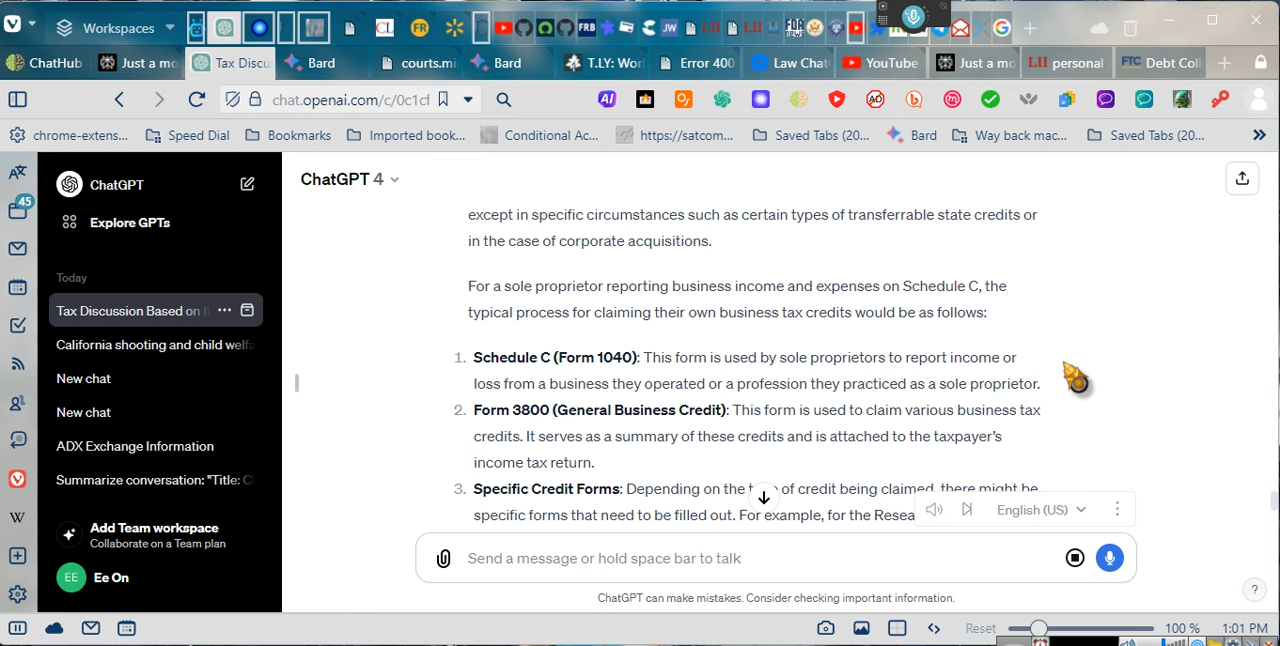 Workspaces
CL
FR
FRB
JW
LII
LII
ChatHub
Just a mo
Tax Discu
Bard
courts.mi
Bard
T.LY: Wor
Error 400
Law Chat
YouTube
Just a mo
LII personal
FTC Debt Coll
chat.openai.com/c/0c1cf
AI
AD
chrome-extens...
Speed Dial
Bookmarks
Imported book...
Conditional Ac...
https://satcom...
Saved Tabs (20...
Bard
Way back mac...
Saved Tabs (20...
45
W
ChatGPT
Explore GPTs
Today
Tax Discussion Based on
California shooting and child welfa
New chat
New chat
ADX Exchange Information
Summarize conversation: "Title: C
Add Team workspace
Collaborate on a Team plan
EE
Ee On
ChatGPT 4
except in specific circumstances such as certain types of transferrable state credits or
in the case of corporate acquisitions.
For a sole proprietor reporting business income and expenses on Schedule C, the
typical process for claiming their own business tax credits would be as follows:
1. Schedule C (Form 1040): This form is used by sole proprietors to report income or
loss from a business they operated or a profession they practiced as a sole proprietor.
2. Form 3800 (General Business Credit): This form is used to claim various business tax
credits. It serves as a summary of these credits and is attached to the taxpayer's
income tax return.
3. Specific Credit Forms: Depending on the of credit being claimed, there might be
specific forms that need to be filled out. For example, for the Resea
English (US)
Send a message or hold space bar to talk
ChatGPT can make mistakes. Consider checking important information.
?
Reset
100 %
1:01 PM